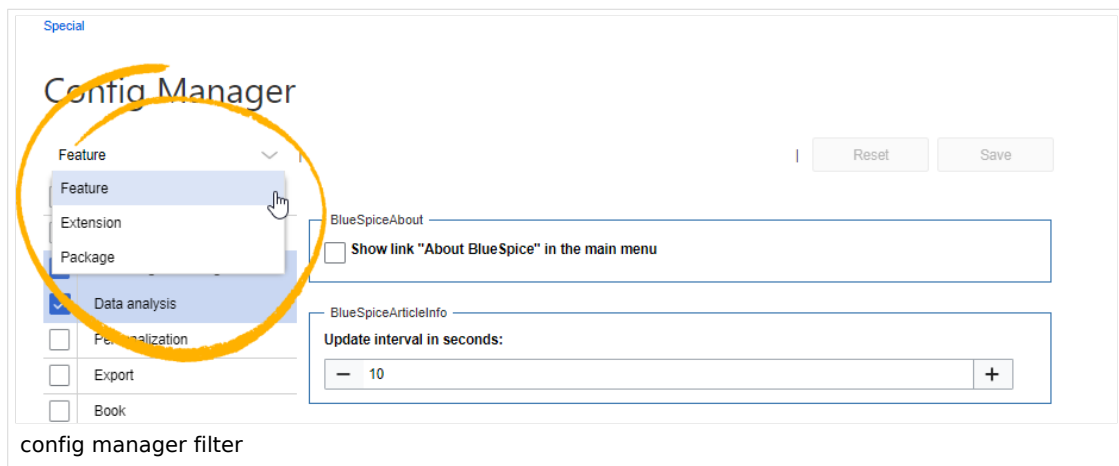 Special
Config Manager
Feature
| | Reset Save
Feature
Extension
Package
Data analysis
Personalization
Export
Book
BlueSpiceAbout
Show link "About BlueSpice" in the main menu
BlueSpiceArticleInfo
Update interval in seconds:
− 10 +
config manager filter